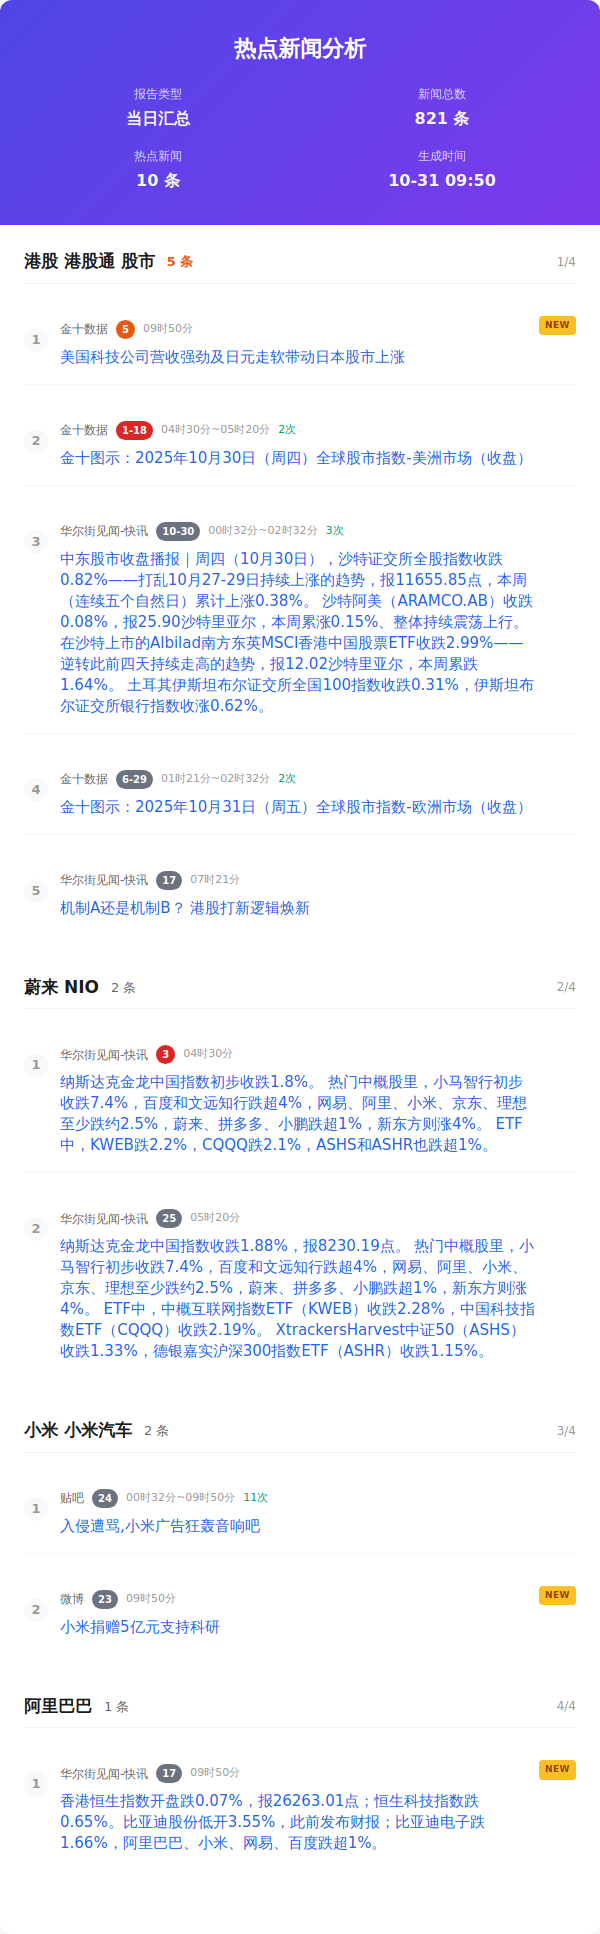 热点新闻分析
报告类型
新闻总数
当日汇总
821 条
热点新闻
生成时间
10 条
10-31 09:50
港股 港股通 股市 5 条 1/4
1 金十数据 5 09时50分 NEW
美国科技公司营收强劲及日元走软带动日本股市上涨
2 金十数据 1-18 04时30分~05时20分 2次
金十图示：2025年10月30日（周四）全球股市指数-美洲市场（收盘）
3 华尔街见闻-快讯 10-30 00时32分~02时32分 3次
中东股市收盘播报｜周四（10月30日），沙特证交所全股指数收跌
0.82%——打乱10月27-29日持续上涨的趋势，报11655.85点，本周
（连续五个自然日）累计上涨0.38%。 沙特阿美（ARAMCO.AB）收跌
0.08%，报25.90沙特里亚尔，本周累涨0.15%、整体持续震荡上行。
在沙特上市的Albilad南方东英MSCI香港中国股票ETF收跌2.99%——
逆转此前四天持续走高的趋势，报12.02沙特里亚尔，本周累跌
1.64%。 土耳其伊斯坦布尔证交所全国100指数收跌0.31%，伊斯坦布
尔证交所银行指数收涨0.62%。
4 金十数据 6-29 01时21分~02时32分 2次
金十图示：2025年10月31日（周五）全球股市指数-欧洲市场（收盘）
5 华尔街见闻-快讯 17 07时21分
机制A还是机制B？ 港股打新逻辑焕新
蔚来 NIO 2 条 2/4
1 华尔街见闻-快讯 3 04时30分
纳斯达克金龙中国指数初步收跌1.8%。 热门中概股里，小马智行初步
收跌7.4%，百度和文远知行跌超4%，网易、阿里、小米、京东、理想
至少跌约2.5%，蔚来、拼多多、小鹏跌超1%，新东方则涨4%。 ETF
中，KWEB跌2.2%，CQQQ跌2.1%，ASHS和ASHR也跌超1%。
2 华尔街见闻-快讯 25 05时20分
纳斯达克金龙中国指数收跌1.88%，报8230.19点。 热门中概股里，小
马智行初步收跌7.4%，百度和文远知行跌超4%，网易、阿里、小米、
京东、理想至少跌约2.5%，蔚来、拼多多、小鹏跌超1%，新东方则涨
4%。 ETF中，中概互联网指数ETF（KWEB）收跌2.28%，中国科技指
数ETF（CQQQ）收跌2.19%。 XtrackersHarvest中证50（ASHS）
收跌1.33%，德银嘉实沪深300指数ETF（ASHR）收跌1.15%。
小米 小米汽车 2 条 3/4
1 贴吧 24 00时32分~09时50分 11次
入侵遭骂,小米广告狂轰音响吧
2 微博 23 09时50分 NEW
小米捐赠5亿元支持科研
阿里巴巴 1 条 4/4
1 华尔街见闻-快讯 17 09时50分 NEW
香港恒生指数开盘跌0.07%，报26263.01点；恒生科技指数跌
0.65%。比亚迪股份低开3.55%，此前发布财报；比亚迪电子跌
1.66%，阿里巴巴、小米、网易、百度跌超1%。